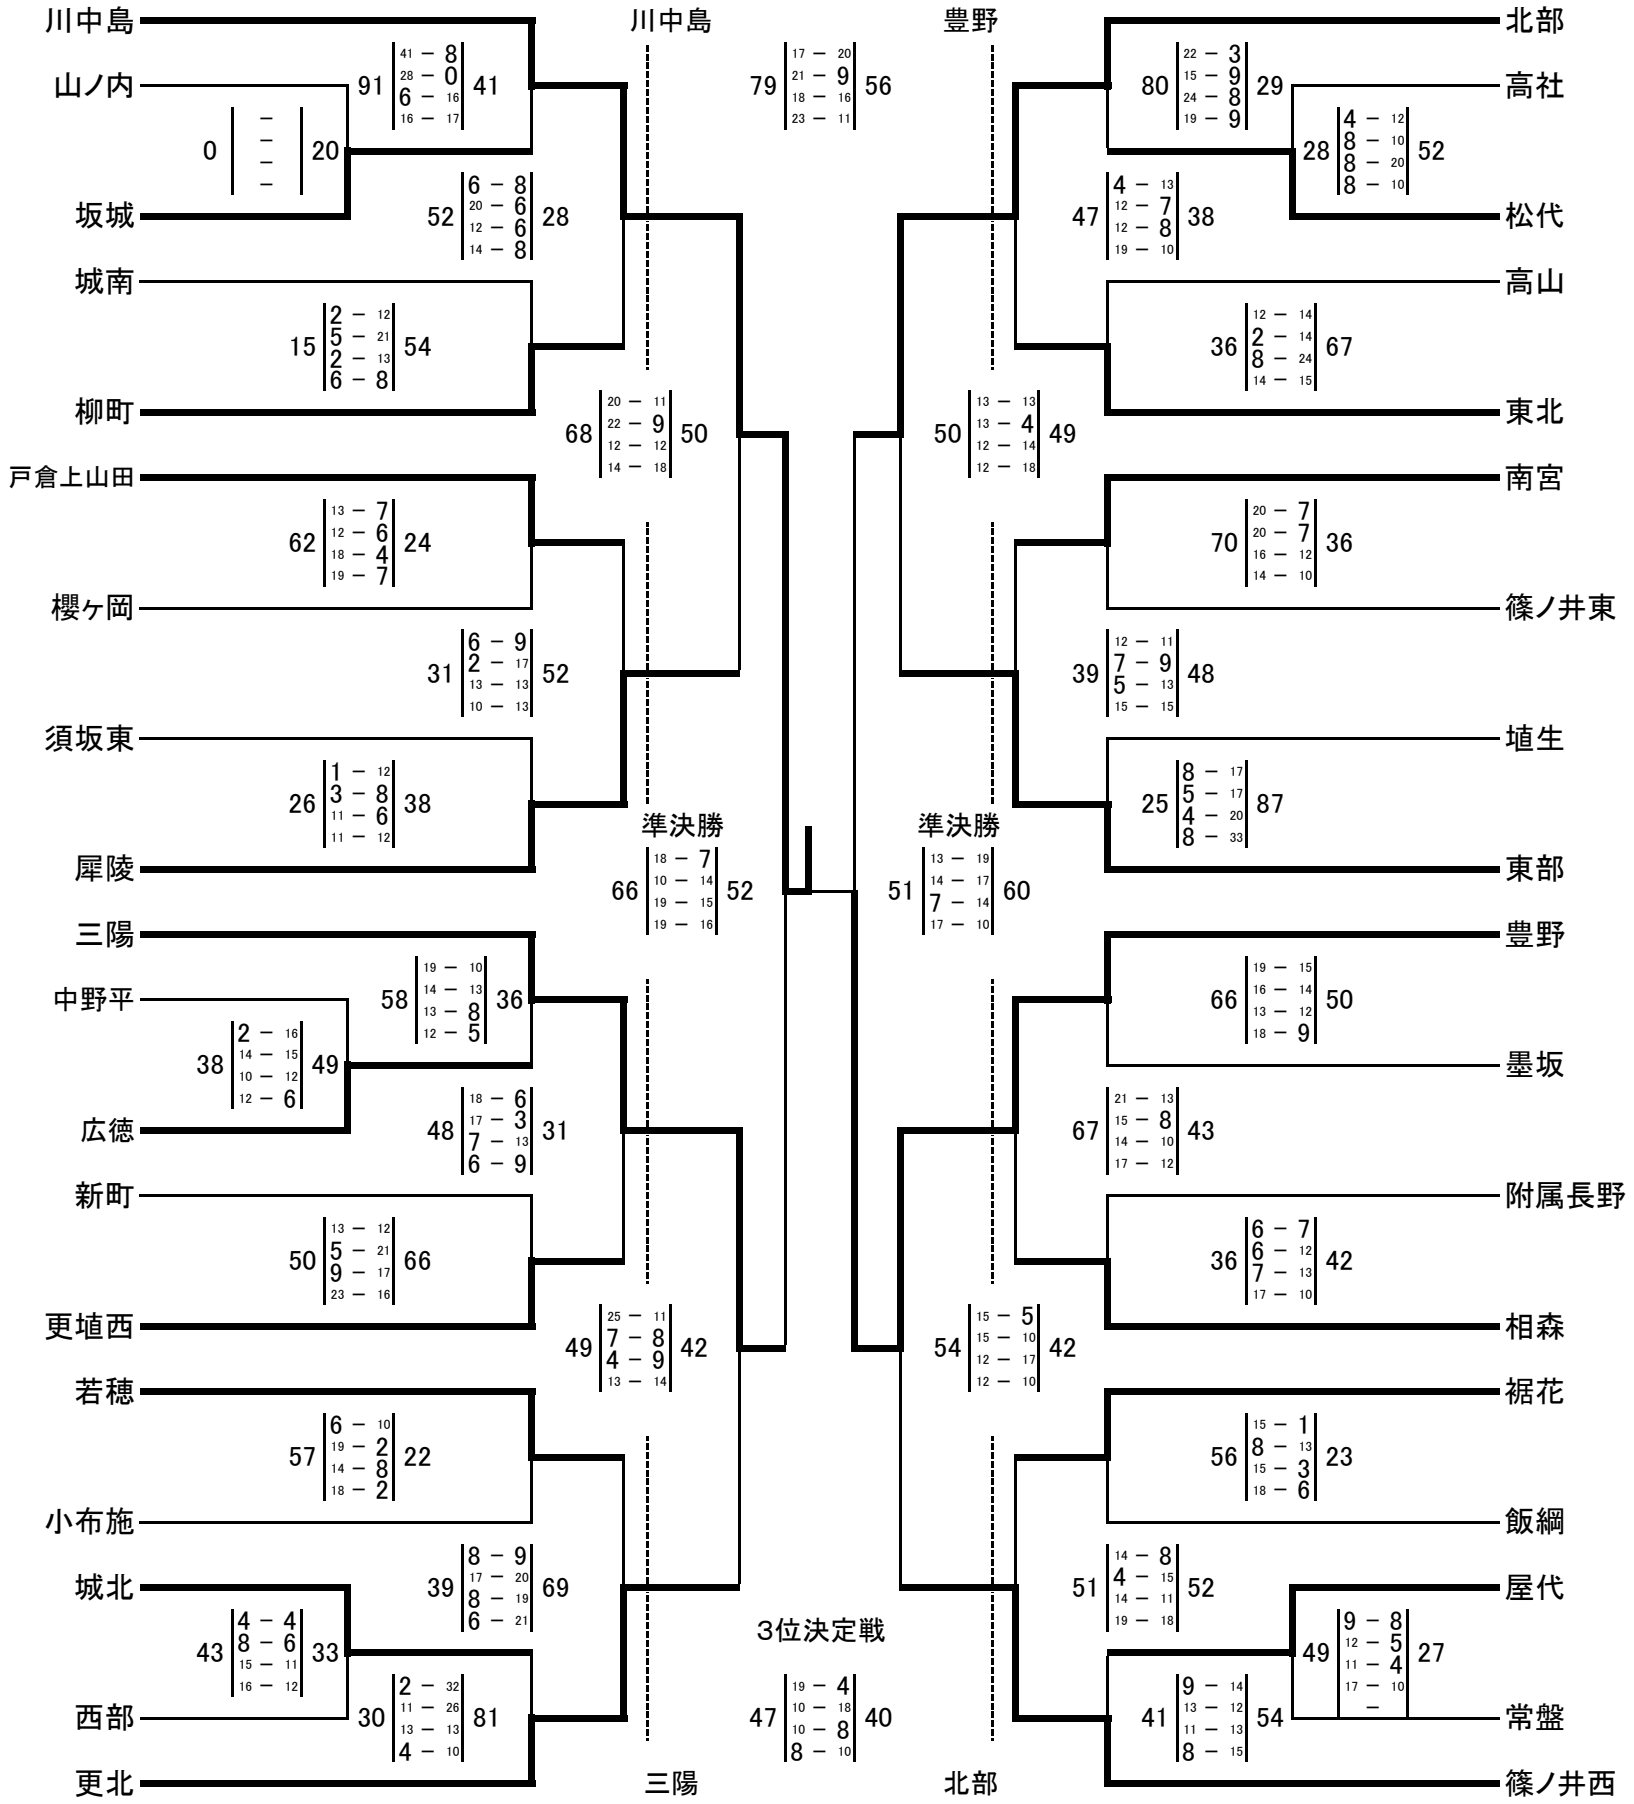 川中島 川中島 豊野 北部
41 － 8 17 － 20 22 － 3
山ノ内 91 28 － 0 41 79 21 － 9 56 80 15 － 9 29 高社
6 － 16 18 － 16 24 － 8
16 － 17 23 － 11 19 － 9
－ 4 － 12
0 － 20 28 8 － 10 52
－ 8 － 20
－ 8 － 10
6 － 8 4 － 13
坂城 52 20 － 6 28 47 12 － 7 38 松代
12 － 6 12 － 8
14 － 8 19 － 10
城南 高山
2 － 12 12 － 14
15 5 － 21 54 36 2 － 14 67
2 － 13 8 － 24
6 － 8 14 － 15
柳町 東北
20 － 11 13 － 13
68 22 － 9 50 50 13 － 4 49
12 － 12 12 － 14
14 － 18 12 － 18
戸倉上山田 南宮
13 － 7 20 － 7
62 12 － 6 24 70 20 － 7 36
18 － 4 16 － 12
19 － 7 14 － 10
櫻ヶ岡 篠ノ井東
6 － 9 12 － 11
31 2 － 17 52 39 7 － 9 48
13 － 13 5 － 13
10 － 13 15 － 15
須坂東 埴生
1 － 12 8 － 17
26 3 － 8 38 25 5 － 17 87
11 － 6 4 － 20
11 － 12 8 － 33
準決勝 準決勝
犀陵 18 － 7 13 － 19 東部
66 10 － 14 52 51 14 － 17 60
19 － 15 7 － 14
19 － 16 17 － 10
三陽 豊野
19 － 10 19 － 15
中野平 58 14 － 13 36 66 16 － 14 50
13 － 8 13 － 12
12 － 5 18 － 9
2 － 16
38 14 － 15 49 墨坂
10 － 12
12 － 6
18 － 6 21 － 13
広徳 48 17 － 3 31 67 15 － 8 43
7 － 13 14 － 10
6 － 9 17 － 12
新町 附属長野
13 － 12 6 － 7
50 5 － 21 66 36 6 － 12 42
9 － 17 7 － 13
23 － 16 17 － 10
更埴西 相森
25 － 11 15 － 5
49 7 － 8 42 54 15 － 10 42
4 － 9 12 － 17
13 － 14 12 － 10
若穂 裾花
6 － 10 15 － 1
57 19 － 2 22 56 8 － 13 23
14 － 8 15 － 3
18 － 2 18 － 6
小布施 飯綱
8 － 9 14 － 8
城北 39 17 － 20 69 51 4 － 15 52 屋代
8 － 19 14 － 11
6 － 21 19 － 18
3位決定戦
4 － 4 9 － 8
43 8 － 6 33 49 12 － 5 27
15 － 11 11 － 4
16 － 12 17 － 10
－
2 － 32 19 － 4 9 － 14
西部 30 11 － 26 81 47 10 － 18 40 41 13 － 12 54 常盤
13 － 13 10 － 8 11 － 13
4 － 10 8 － 10 8 － 15
更北 三陽 北部 篠ノ井西